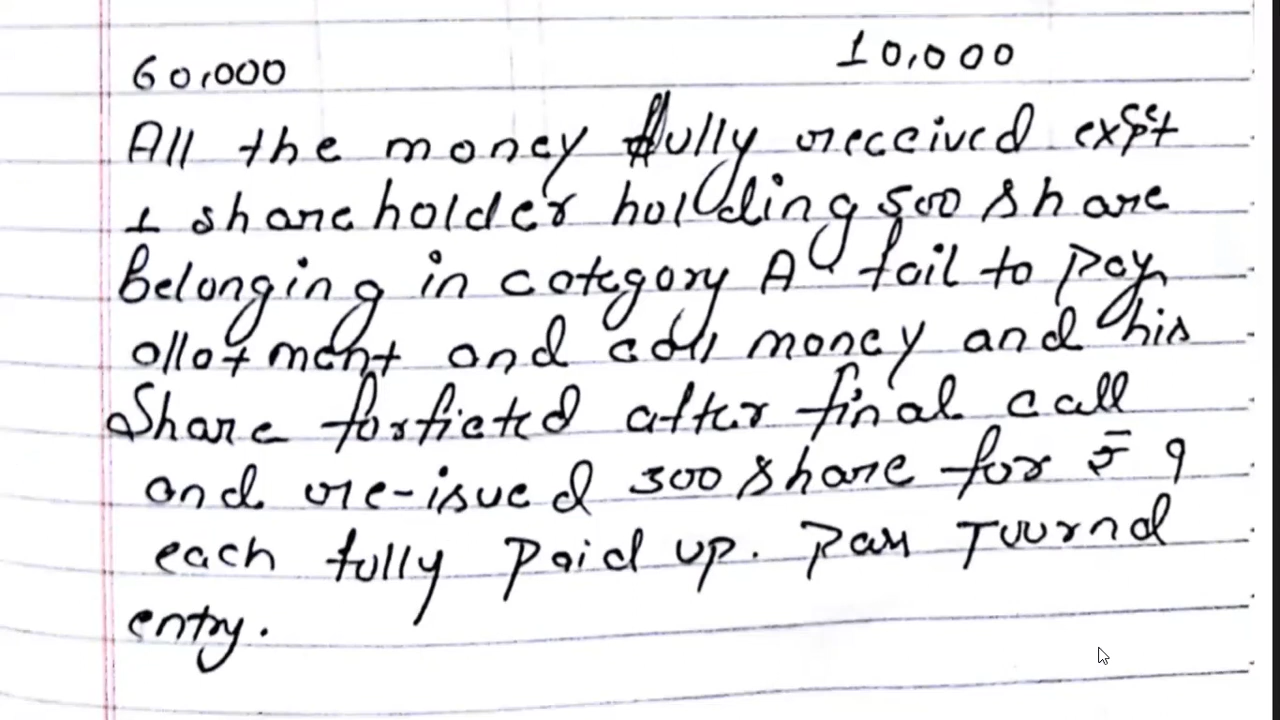 60,000 10,000
All the money fully received expt
1 shareholder holding 500 share
Belonging in category A fail to pay
allotment and call money and his
Share forfieted after final call
and re-isued 300 share for ₹ 9
each fully paid up. Pass Juurnal
entry.